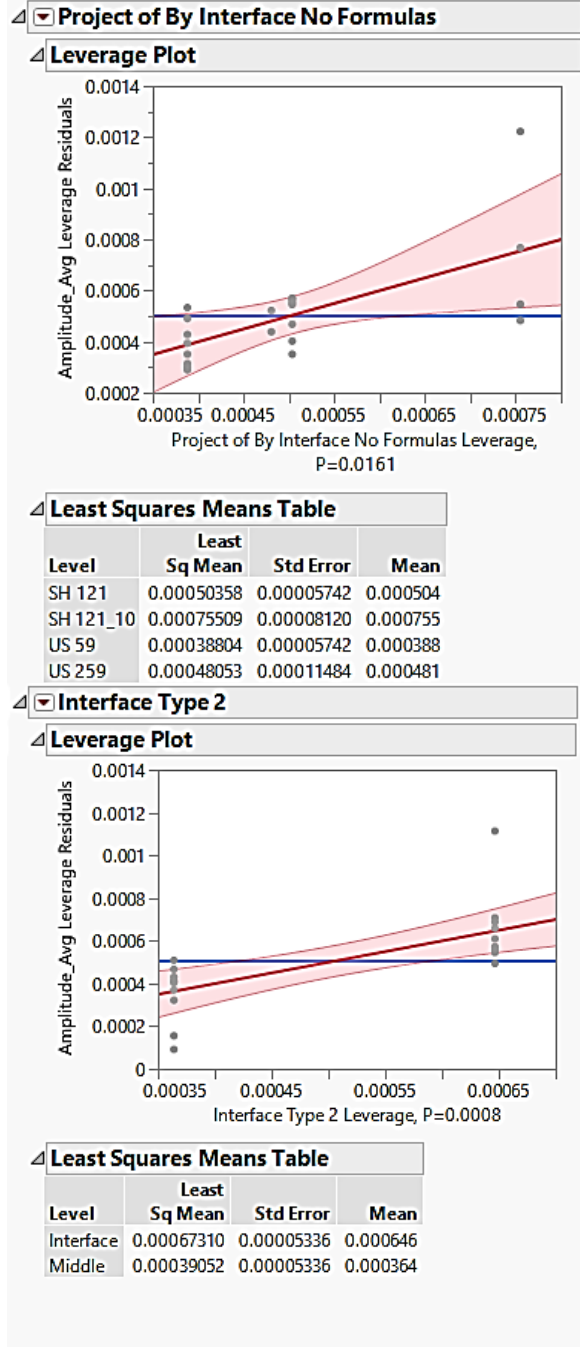 Project of By Interface No Formulas
Leverage Plot
Amplitude_Avg Leverage Residuals
0.0014
0.0012
0.001
0.0008
0.0006
0.0004
0.0002
0.00035 0.00045 0.00055 0.00065 0.00075
Project of By Interface No Formulas Leverage,
P=0.0161
Least Squares Means Table
Least
Level Sq Mean Std Error Mean
SH 121 0.00050358 0.00005742 0.000504
SH 121_10 0.00075509 0.00008120 0.000755
US 59 0.00038804 0.00005742 0.000388
US 259 0.00048053 0.00011484 0.000481
Interface Type 2
Leverage Plot
Amplitude_Avg Leverage Residuals
0.0014
0.0012
0.001
0.0008
0.0006
0.0004
0.0002
0
0.00035 0.00045 0.00055 0.00065
Interface Type 2 Leverage, P=0.0008
Least Squares Means Table
Least
Level Sq Mean Std Error Mean
Interface 0.00067310 0.00005336 0.000646
Middle 0.00039052 0.00005336 0.000364